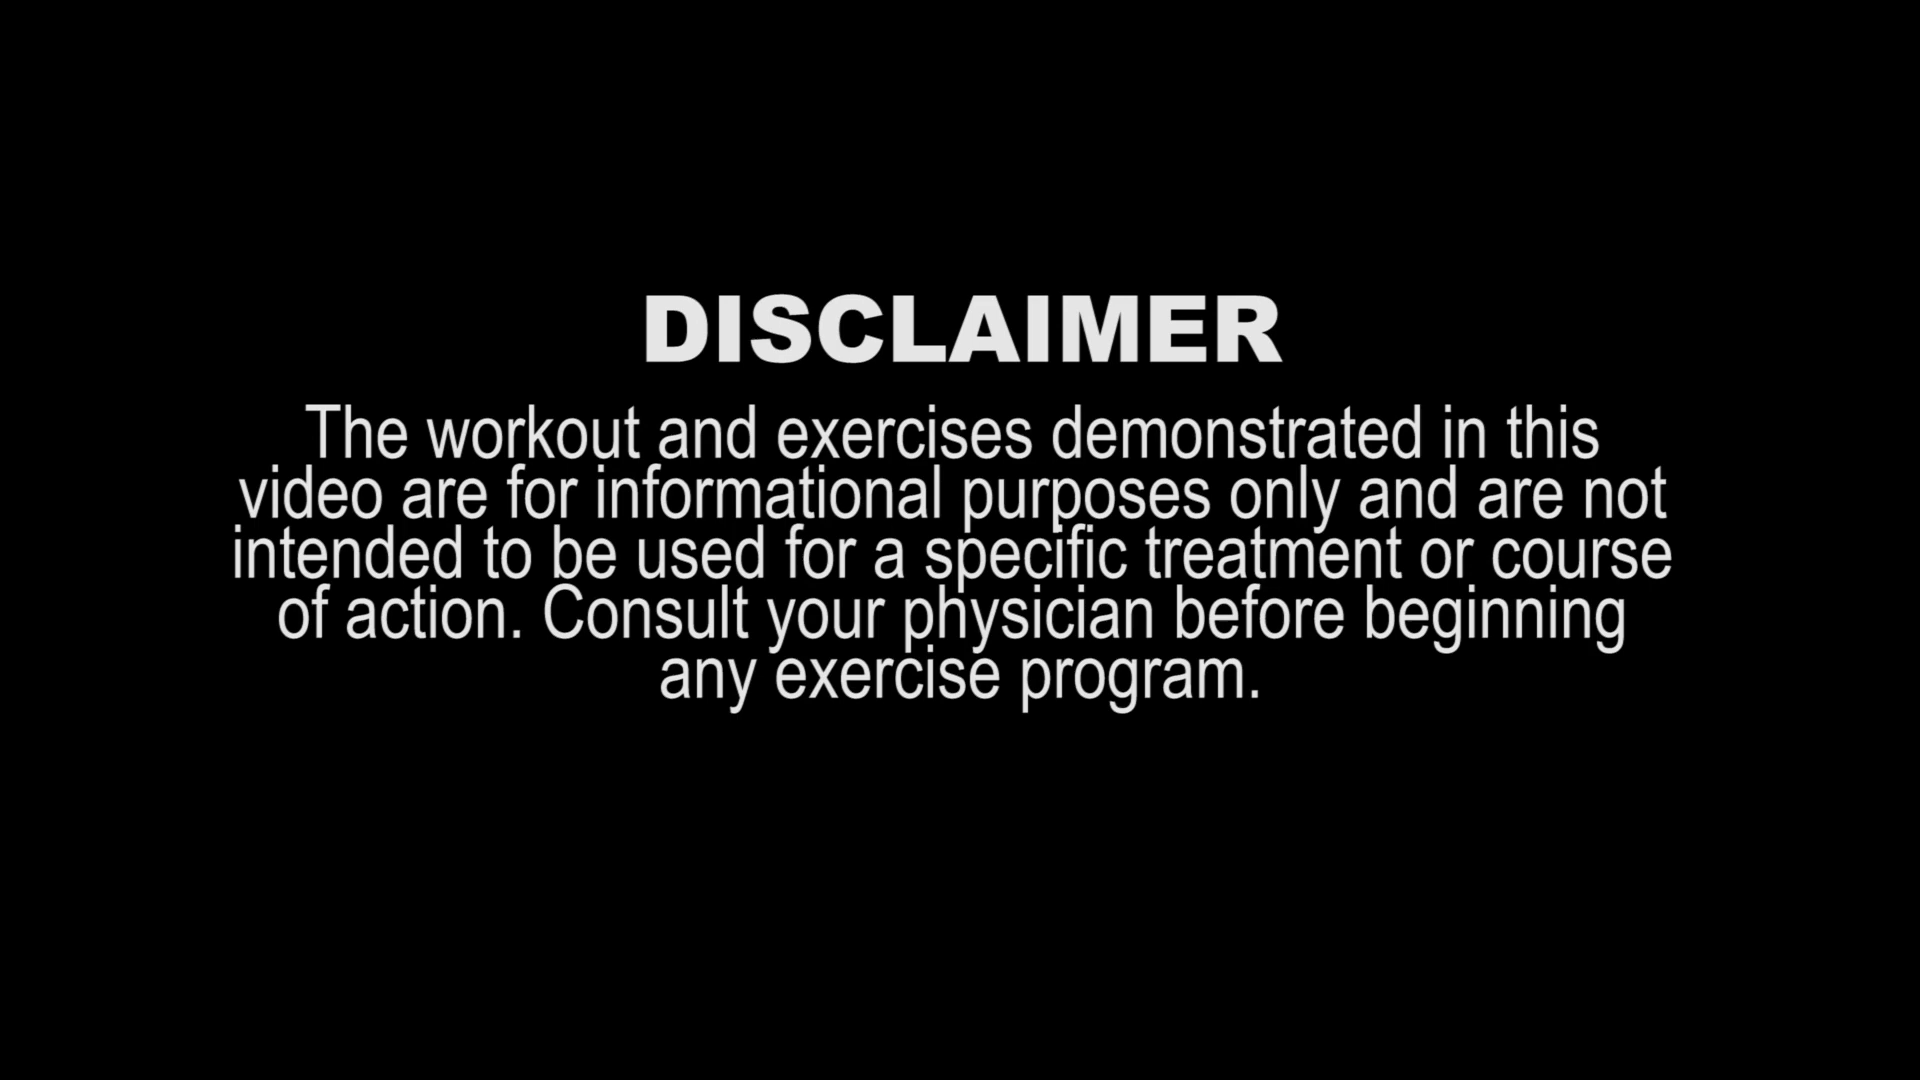 DISCLAIMER
The workout and exercises demonstrated in this
video are for informational purposes only and are not
intended to be used for a specific treatment or course
of action. Consult your physician before beginning
any exercise program.